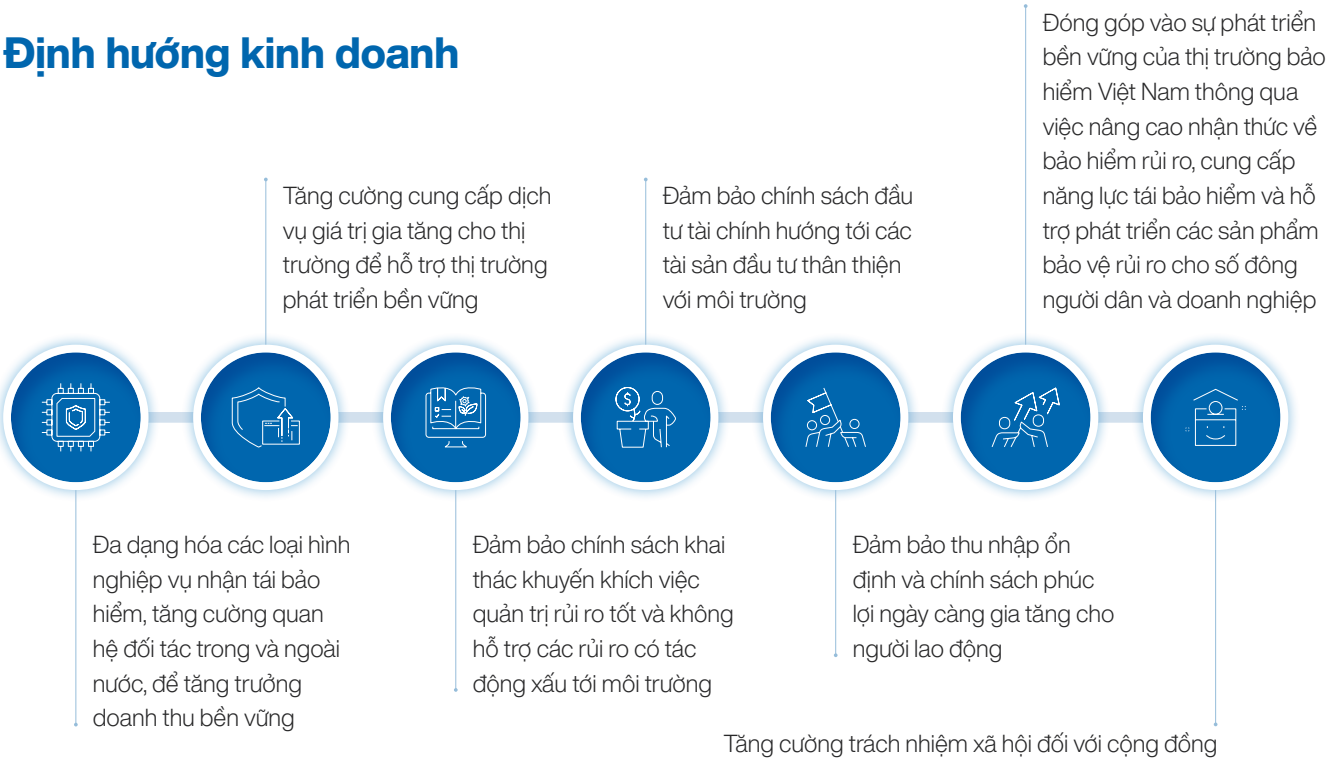 Định hướng kinh doanh
Đa dạng hóa các loại hình
nghiệp vụ nhận tái bảo
hiểm, tăng cường quan
hệ đối tác trong và ngoài
nước, để tăng trưởng
doanh thu bền vững
Tăng cường cung cấp dịch
vụ giá trị gia tăng cho thị
trường để hỗ trợ thị trường
phát triển bền vững
Đảm bảo chính sách khai
thác khuyến khích việc
quản trị rủi ro tốt và không
hỗ trợ các rủi ro có tác
động xấu tới môi trường
Đảm bảo chính sách đầu
tư tài chính hướng tới các
tài sản đầu tư thân thiện
với môi trường
Đảm bảo thu nhập ổn
định và chính sách phúc
lợi ngày càng gia tăng cho
người lao động
Đóng góp vào sự phát triển
bền vững của thị trường bảo
hiểm Việt Nam thông qua
việc nâng cao nhận thức về
bảo hiểm rủi ro, cung cấp
năng lực tái bảo hiểm và hỗ
trợ phát triển các sản phẩm
bảo vệ rủi ro cho số đông
người dân và doanh nghiệp
Tăng cường trách nhiệm xã hội đối với cộng đồng